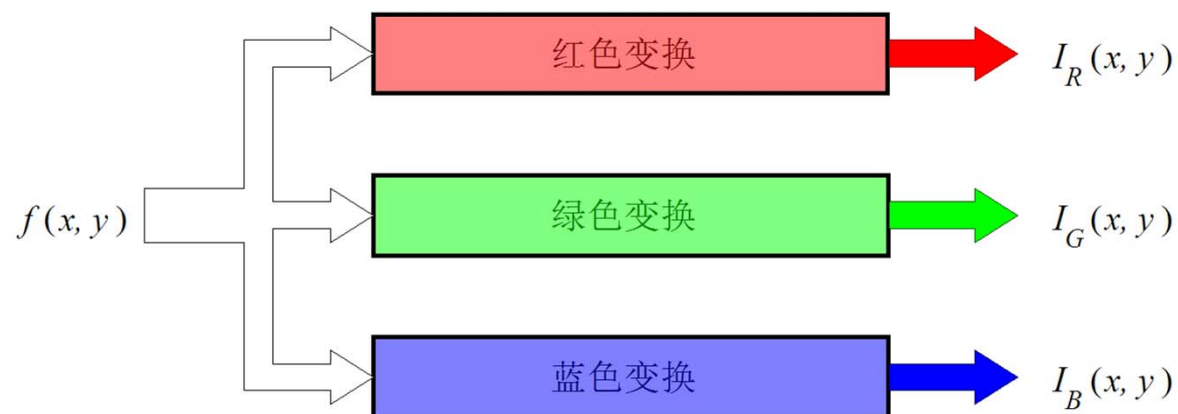 红色变换
I_R(x, y)
f(x, y)
绿色变换
I_G(x, y)
蓝色变换
I_B(x, y)